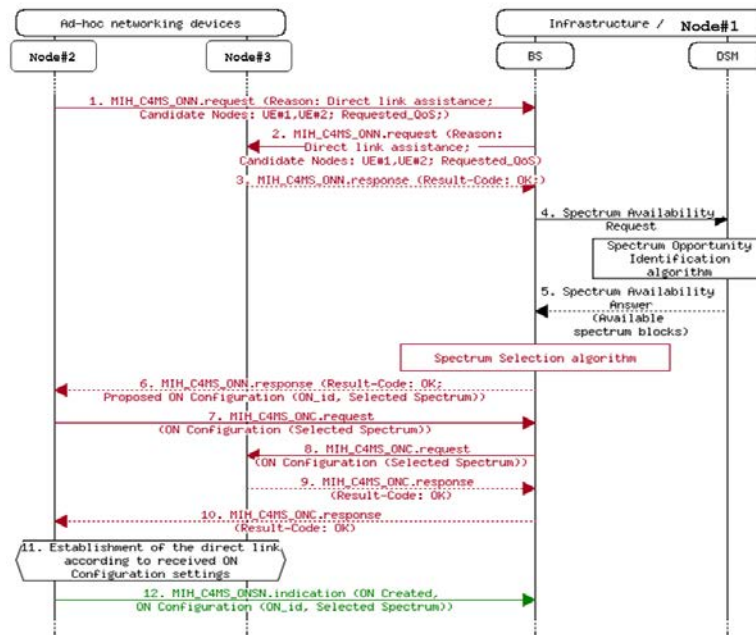 Ad-hoc networking devices
Infrastructure / Node#1
Node#2
Node#3
BS
DSM
1. MIH_C4MS_ONN.request (Reason: Direct link assistance;
Candidate Nodes: UE#1,UE#2; Requested_QoS;)
2. MIH_C4MS_ONN.request (Reason:
Direct link assistance;
Candidate Nodes: UE#1,UE#2; Requested_QoS)
3. MIH_C4MS_ONN.response (Result-Code: OK;)
4. Spectrum Availability
Request
Spectrum Opportunity
Identification
algorithm
5. Spectrum Availability
Answer
(Available
spectrum blocks)
Spectrum Selection algorithm
6. MIH_C4MS_ONN.response (Result-Code: OK;
Proposed ON Configuration (ON_id, Selected Spectrum))
7. MIH_C4MS_ONC.request
(ON Configuration (Selected Spectrum))
8. MIH_C4MS_ONC.request
(ON Configuration (Selected Spectrum))
9. MIH_C4MS_ONC.response
(Result-Code: OK)
10. MIH_C4MS_ONC.response
(Result-Code: OK)
11. Establishment of the direct link
according to received ON
Configuration settings
12. MIH_C4MS_ONSN.indication (ON Created,
ON Configuration (ON_id, Selected Spectrum))